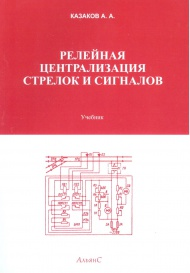 КАЗАКОВ А. А.
РЕЛЕЙНАЯ
ЦЕНТРАЛИЗАЦИЯ
СТРЕЛОК И СИГНАЛОВ
Учебник
АльянС